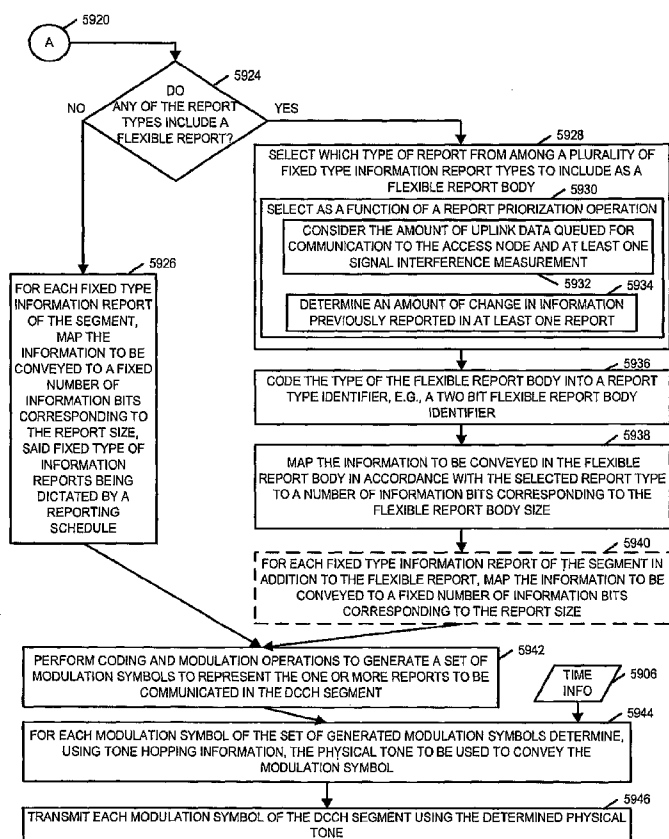 5920
A
5924
DO
ANY OF THE REPORT
TYPES INCLUDE A
FLEXIBLE REPORT?
NO
YES
5928
SELECT WHICH TYPE OF REPORT FROM AMONG A PLURALITY OF
FIXED TYPE INFORMATION REPORT TYPES TO INCLUDE AS A
FLEXIBLE REPORT BODY
5930
SELECT AS A FUNCTION OF A REPORT PRIORIZATION OPERATION
CONSIDER THE AMOUNT OF UPLINK DATA QUEUED FOR
COMMUNICATION TO THE ACCESS NODE AND AT LEAST ONE
SIGNAL INTERFERENCE MEASUREMENT
5932
5934
DETERMINE AN AMOUNT OF CHANGE IN INFORMATION
PREVIOUSLY REPORTED IN AT LEAST ONE REPORT
5926
FOR EACH FIXED TYPE
INFORMATION REPORT
OF THE SEGMENT,
MAP THE
INFORMATION TO BE
CONVEYED TO A FIXED
NUMBER OF
INFORMATION BITS
CORRESPONDING TO
THE REPORT SIZE,
SAID FIXED TYPE OF
INFORMATION
REPORTS BEING
DICTATED BY A
REPORTING
SCHEDULE
5936
CODE THE TYPE OF THE FLEXIBLE REPORT BODY INTO A REPORT
TYPE IDENTIFIER, E.G., A TWO BIT FLEXIBLE REPORT BODY
IDENTIFIER
5938
MAP THE INFORMATION TO BE CONVEYED IN THE FLEXIBLE
REPORT BODY IN ACCORDANCE WITH THE SELECTED REPORT TYPE
TO A NUMBER OF INFORMATION BITS CORRESPONDING TO THE
FLEXIBLE REPORT BODY SIZE
5940
FOR EACH FIXED TYPE INFORMATION REPORT OF THE SEGMENT IN
ADDITION TO THE FLEXIBLE REPORT, MAP THE INFORMATION TO BE
CONVEYED TO A FIXED NUMBER OF INFORMATION BITS
CORRESPONDING TO THE REPORT SIZE
5942
PERFORM CODING AND MODULATION OPERATIONS TO GENERATE A SET OF
MODULATION SYMBOLS TO REPRESENT THE ONE OR MORE REPORTS TO BE
COMMUNICATED IN THE DCCH SEGMENT
TIME
INFO
5906
5944
FOR EACH MODULATION SYMBOL OF THE SET OF GENERATED MODULATION SYMBOLS DETERMINE,
USING TONE HOPPING INFORMATION, THE PHYSICAL TONE TO BE USED TO CONVEY THE
MODULATION SYMBOL
5946
TRANSMIT EACH MODULATION SYMBOL OF THE DCCH SEGMENT USING THE DETERMINED PHYSICAL
TONE